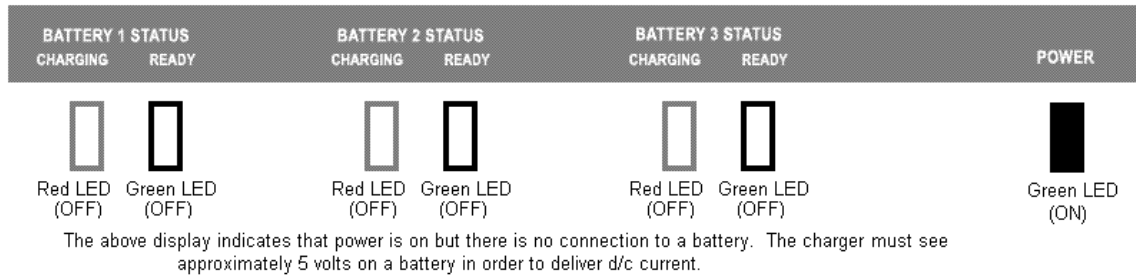 BATTERY 1 STATUS BATTERY 2 STATUS BATTERY 3 STATUS
CHARGING READY CHARGING READY CHARGING READY POWER
Red LED Green LED Red LED Green LED Red LED Green LED Green LED
(OFF) (OFF) (OFF) (OFF) (OFF) (OFF) (ON)
The above display indicates that power is on but there is no connection to a battery. The charger must see
approximately 5 volts on a battery in order to deliver d/c current.